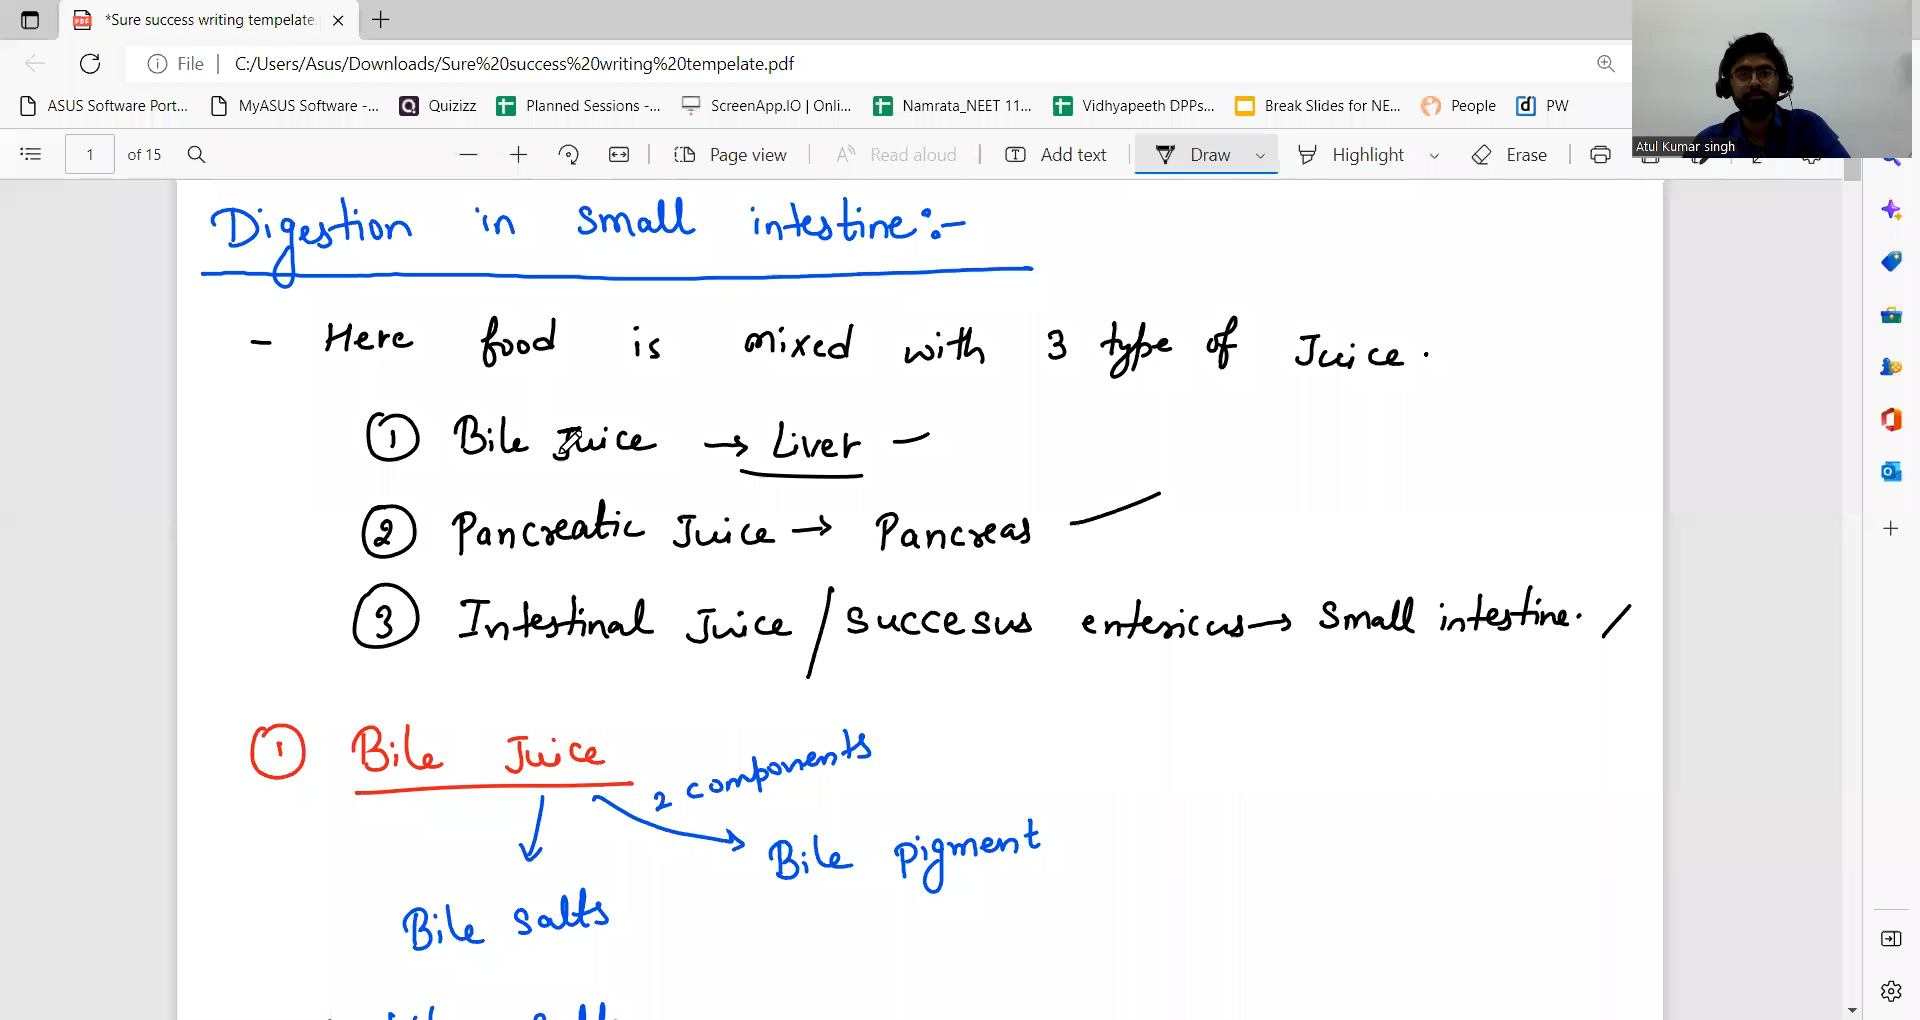 *Sure success writing tempelate
File
C:/Users/Asus/Downloads/Sure%20success%20writing%20tempelate.pdf
ASUS Software Port...
MyASUS Software -...
Quizizz
Planned Sessions -...
ScreenApp.IO | Onli...
Namrata_NEET 11...
Vidhyapeeth DPPs...
Break Slides for NE...
People
PW
Atul Kumar singh
1 of 15
Page view
Read aloud
Add text
Draw
Highlight
Erase
Digestion in small intestine:-
- Here food is mixed with 3 type of Juice.
① Bile Juice → Liver –
② Pancreatic Juice → Pancreas
③ Intestinal Juice / Succesus entericus → Small intestine. /
① Bile Juice
2 components
Bile pigment
Bile salts